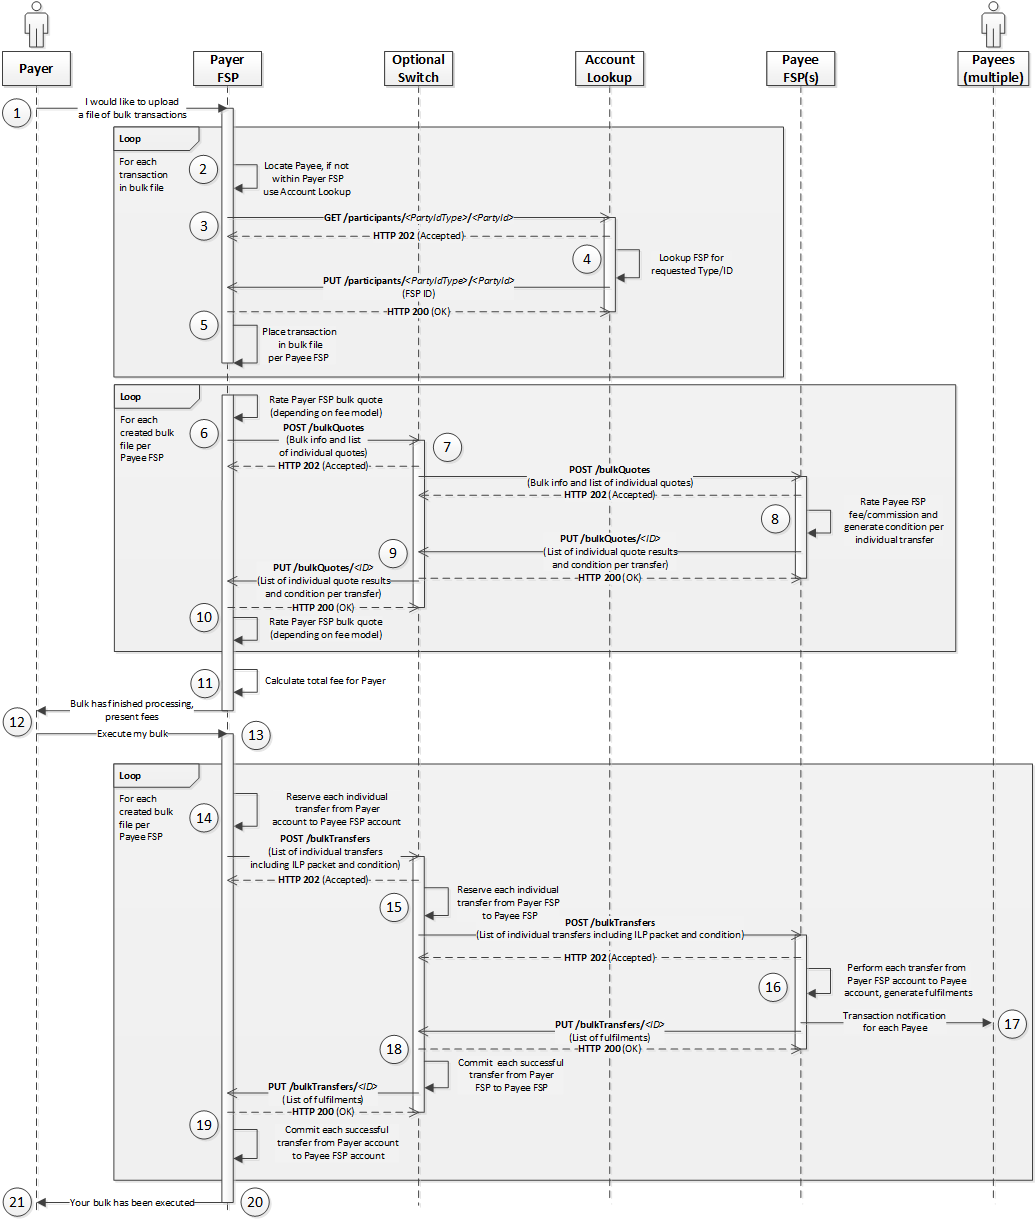 Payer
Payer
FSP
Optional
Switch
Account
Lookup
Payee
FSP(s)
Payees
(multiple)
1
I would like to upload
a file of bulk transactions
Loop
For each
transaction
in bulk file
2
Locate Payee, if not
within Payer FSP
use Account Lookup
3
GET /participants/<PartyIdType>/<PartyId>
HTTP 202 (Accepted)
4
Lookup FSP for
requested Type/ID
PUT /participants/<PartyIdType>/<PartyId>
(FSP ID)
HTTP 200 (OK)
5
Place transaction
in bulk file
per Payee FSP
Loop
For each
created bulk
file per
Payee FSP
Rate Payer FSP bulk quote
(depending on fee model)
6
POST /bulkQuotes
(Bulk info and list
of individual quotes)
HTTP 202 (Accepted)
7
POST /bulkQuotes
(Bulk info and list of individual quotes)
HTTP 202 (Accepted)
8
Rate Payee FSP
fee/commission and
generate condition per
individual transfer
PUT /bulkQuotes/<ID>
(List of individual quote results
and condition per transfer)
HTTP 200 (OK)
9
PUT /bulkQuotes/<ID>
(List of individual quote results
and condition per transfer)
HTTP 200 (OK)
10
Rate Payer FSP bulk quote
(depending on fee model)
11
Calculate total fee for Payer
Bulk has finished processing,
present fees
12
Execute my bulk
13
Loop
For each
created bulk
file per
Payee FSP
14
Reserve each individual
transfer from Payer
account to Payee FSP account
POST /bulkTransfers
(List of individual transfers
including ILP packet and condition)
HTTP 202 (Accepted)
15
Reserve each individual
transfer from Payer FSP
to Payee FSP
POST /bulkTransfers
(List of individual transfers including ILP packet and condition)
HTTP 202 (Accepted)
16
Perform each transfer from
Payer FSP account to Payee
account, generate fulfilments
Transaction notification
for each Payee
17
PUT /bulkTransfers/<ID>
(List of fulfilments)
HTTP 200 (OK)
18
Commit each successful
transfer from Payer
FSP to Payee FSP
PUT /bulkTransfers/<ID>
(List of fulfilments)
HTTP 200 (OK)
19
Commit each successful
transfer from Payer account
to Payee FSP account
21
Your bulk has been executed
20